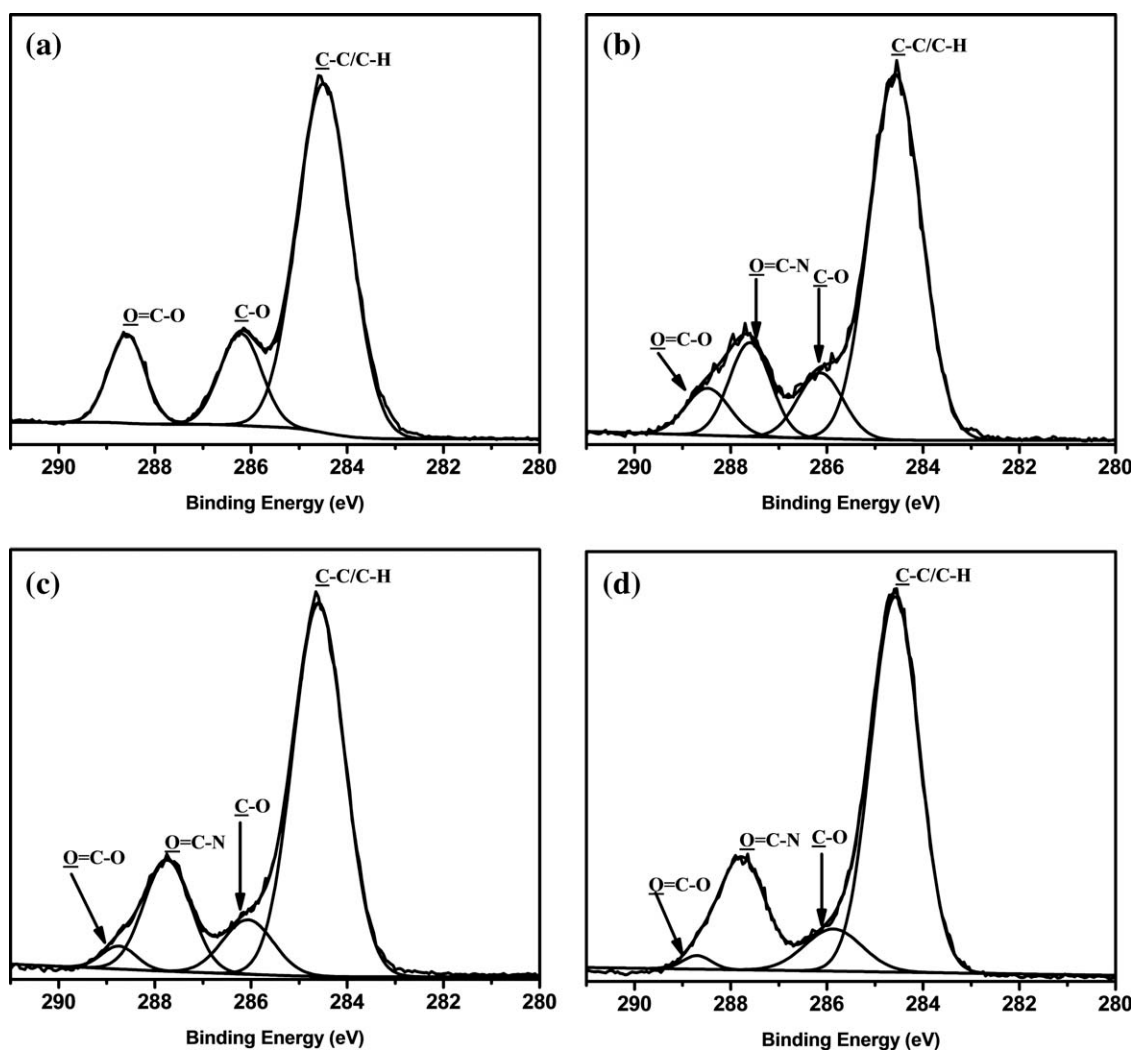 (a)
C-C/C-H
O=C-O
C-O
290 288 286 284 282 280
Binding Energy (eV)
(b)
C-C/C-H
O=C-N
C-O
O=C-O
290 288 286 284 282 280
Binding Energy (eV)
(c)
C-C/C-H
C-O
O=C-N
O=C-O
290 288 286 284 282 280
Binding Energy (eV)
(d)
C-C/C-H
O=C-N
C-O
O=C-O
290 288 286 284 282 280
Binding Energy (eV)